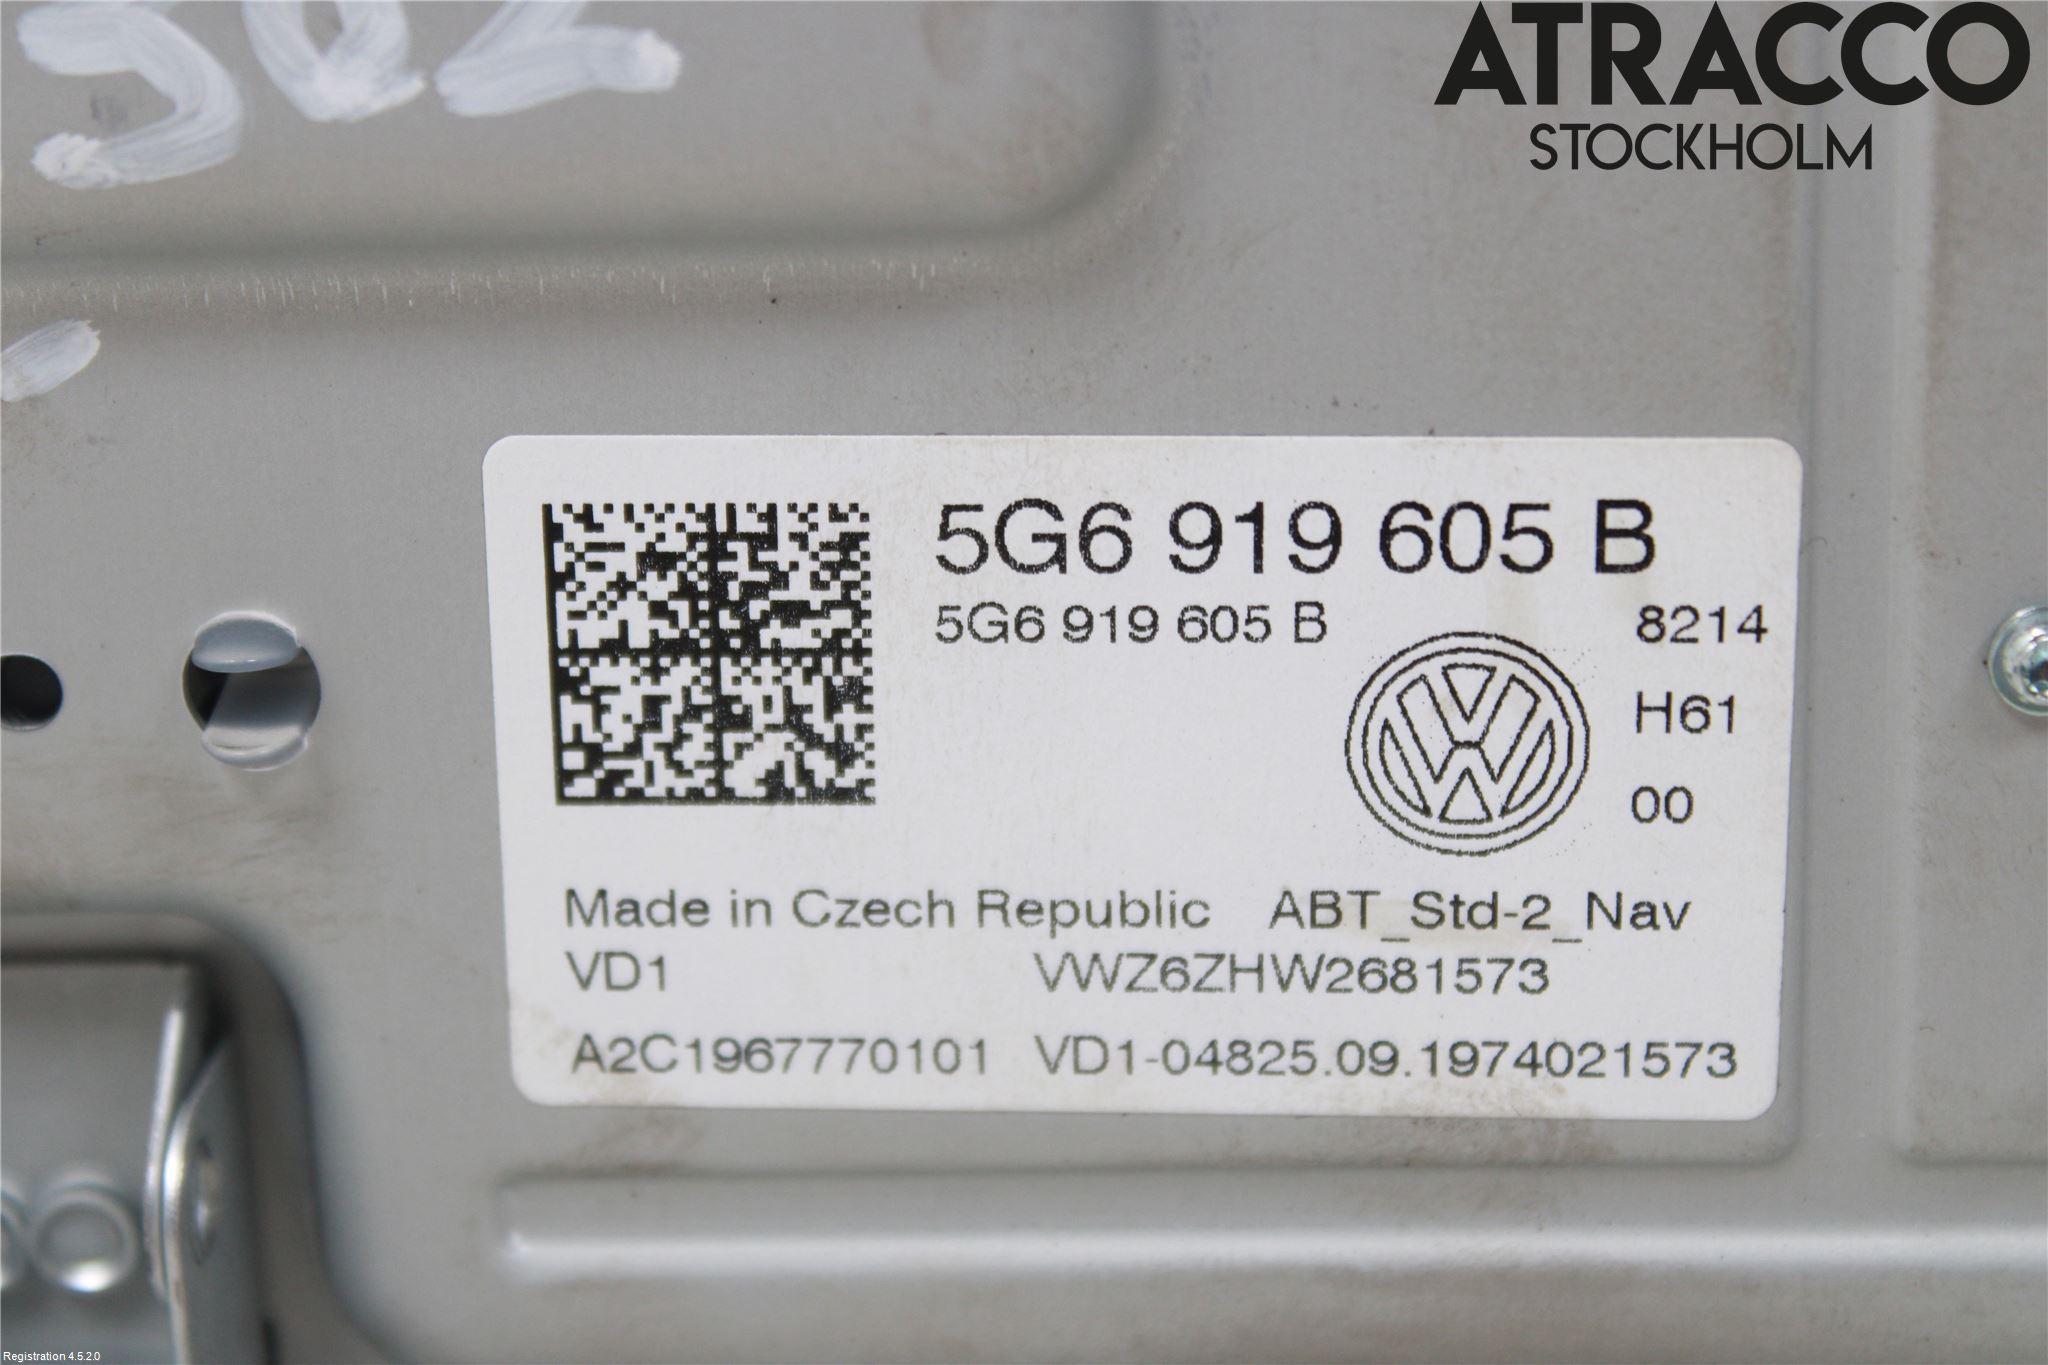 ATRACCO
STOCKHOLM
502
5G6 919 605 B
5G6 919 605 B
8214
H61
00
Made in Czech Republic ABT_Std-2_Nav
VD1 VWZ6ZHW2681573
A2C1967770101 VD1-04825.09.1974021573
Registration 4.5.2.0